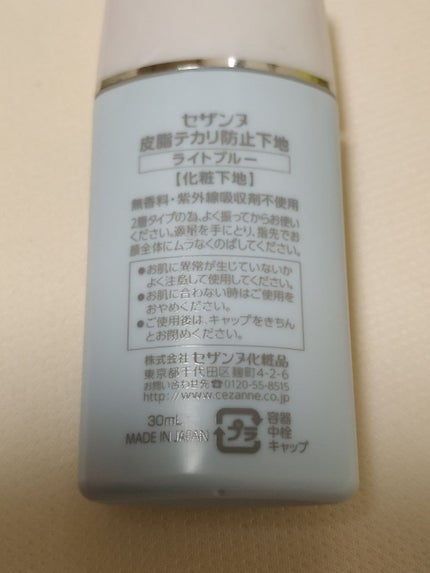 セザンヌ
皮脂テカリ防止下地
ライトブルー
【化粧下地】
無香料・紫外線吸収剤不使用
2層タイプの為、よく振ってからお使い
ください。適量を手にとり、指先でお
顔全体にムラなくのばしてください。
●お肌に異常が生じていないか
よく注意して使用してください。
●お肌に合わない時はご使用を
おやめください。
●ご使用後は、キャップをきちん
とお閉めください。
株式会社 セザンヌ化粧品
東京都千代田区麹町4-2-6
お問い合わせ先 ☎0120-55-8515
http://www.cezanne.co.jp
30mL
MADE IN JAPAN
プラ
容器
中栓
キャップ